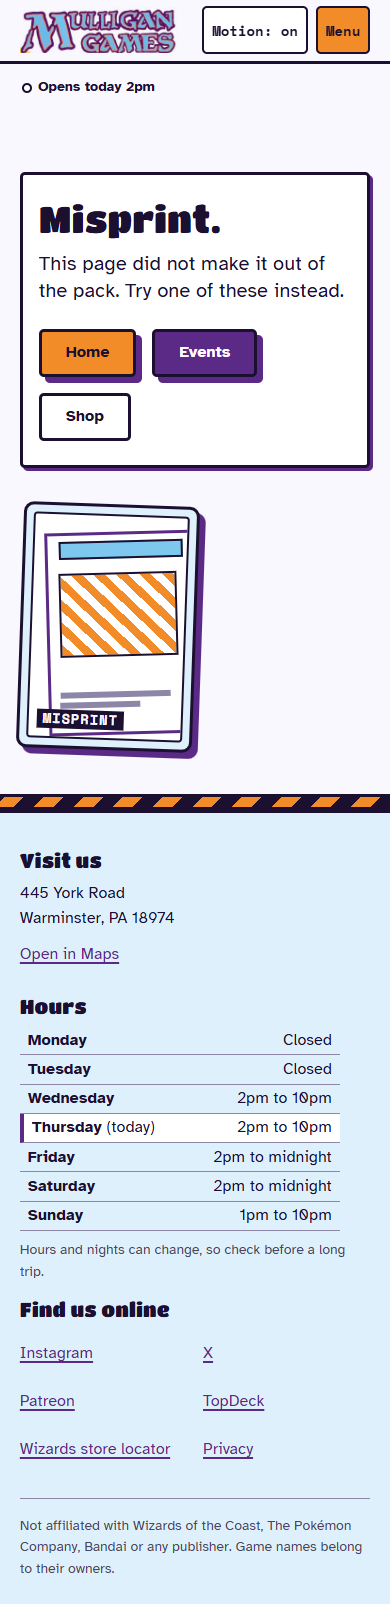 MULLIGAN
GAMES
Motion: on
Menu
Opens today 2pm
Misprint.
This page did not make it out of
the pack. Try one of these instead.
Home
Events
Shop
MISPRINT
Visit us
445 York Road
Warminster, PA 18974
Open in Maps
Hours
Monday Closed
Tuesday Closed
Wednesday 2pm to 10pm
Thursday (today) 2pm to 10pm
Friday 2pm to midnight
Saturday 2pm to midnight
Sunday 1pm to 10pm
Hours and nights can change, so check before a long
trip.
Find us online
Instagram X
Patreon TopDeck
Wizards store locator Privacy
Not affiliated with Wizards of the Coast, The Pokémon
Company, Bandai or any publisher. Game names belong
to their owners.